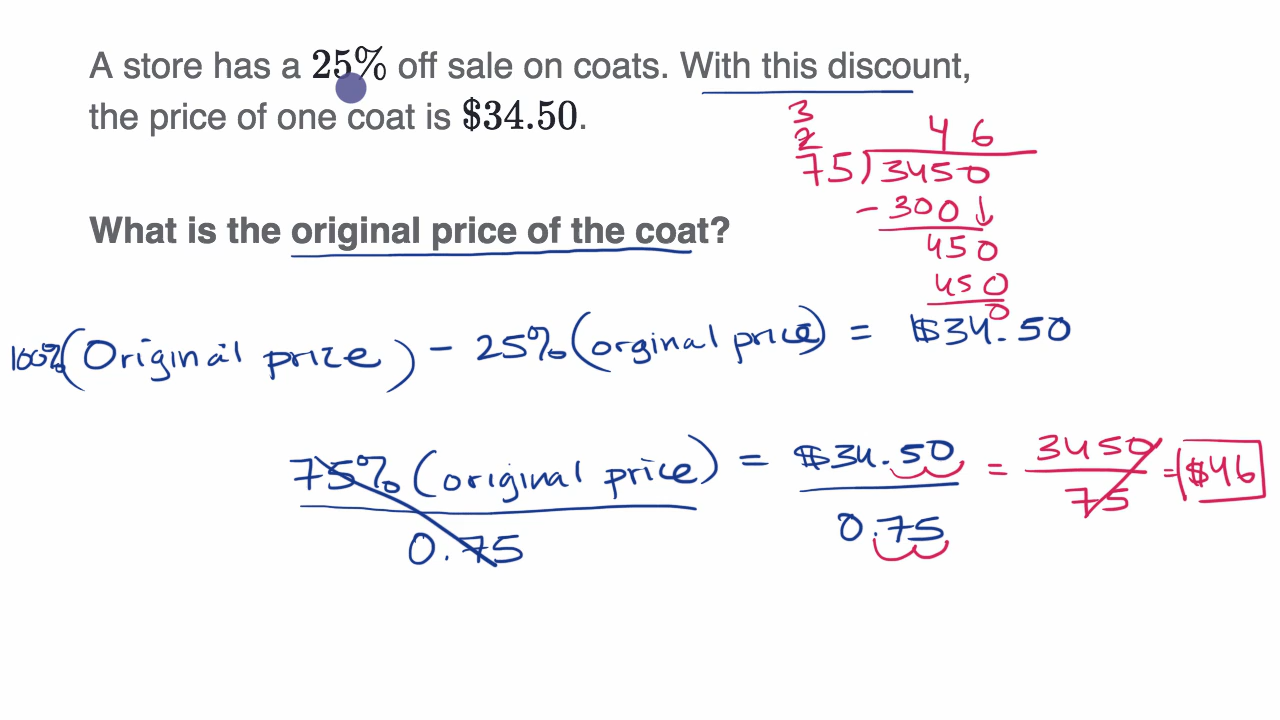 A store has a 25% off sale on coats. With this discount,
the price of one coat is $34.50.
3
2
46
75)3450
- 300↓
450
450
0
What is the original price of the coat?
100%(Original price) - 25%(orginal price) = $34.50
75%(original price) = $34.50 = 3450 = $46
0.75 0.75 75